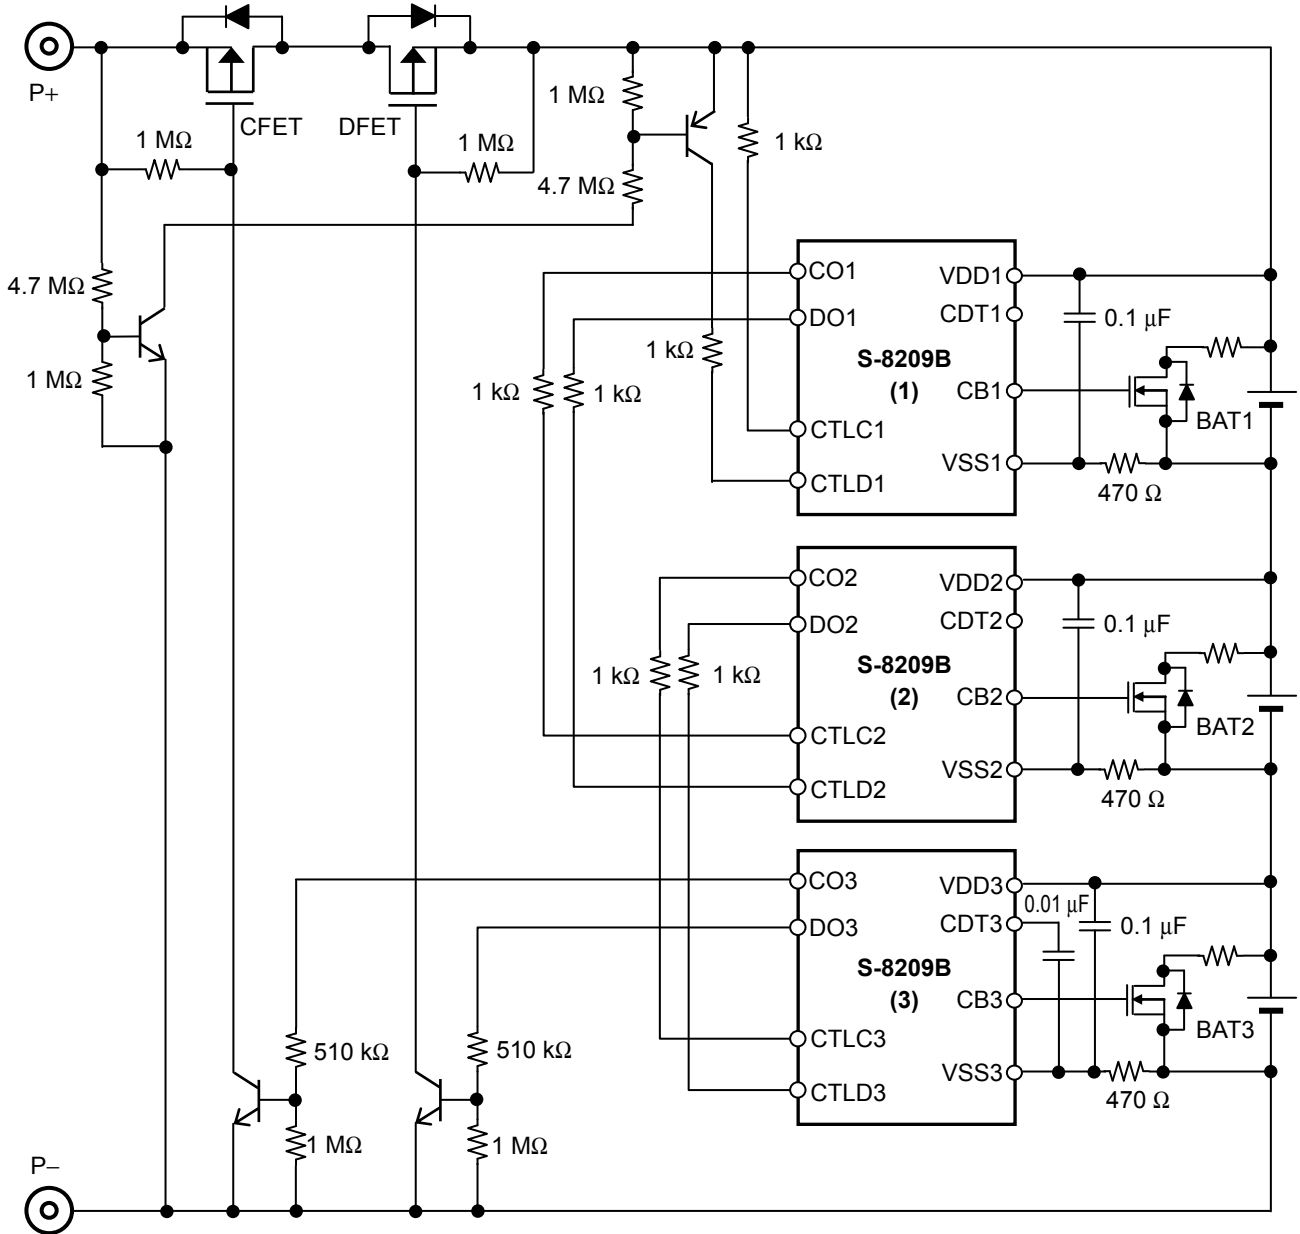 P+
CFET
DFET
1 MΩ
1 MΩ
1 MΩ
4.7 MΩ
1 kΩ
4.7 MΩ
1 MΩ
1 kΩ
1 kΩ
1 kΩ
CO1
DO1
S-8209B
(1)
CTLC1
CTLD1
VDD1
CDT1
CB1
VSS1
0.1 μF
BAT1
470 Ω
1 kΩ
1 kΩ
CO2
DO2
S-8209B
(2)
CTLC2
CTLD2
VDD2
CDT2
CB2
VSS2
0.1 μF
BAT2
470 Ω
CO3
DO3
S-8209B
(3)
CTLC3
CTLD3
VDD3
CDT3
CB3
VSS3
0.01 μF
0.1 μF
BAT3
470 Ω
510 kΩ
510 kΩ
1 MΩ
1 MΩ
P−